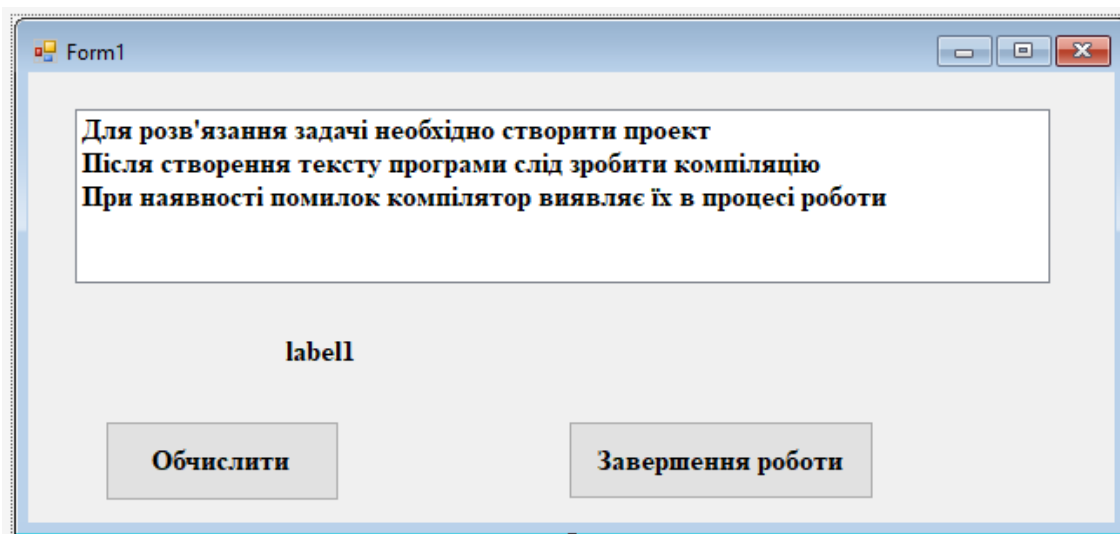 Form1
Для розв'язання задачі необхідно створити проект
Після створення тексту програми слід зробити компіляцію
При наявності помилок компілятор виявляє їх в процесі роботи
label1
Обчислити
Завершення роботи